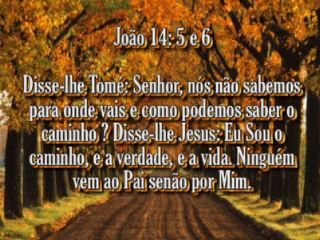 João 14: 5 e 6
Disse-lhe Tomé: Senhor, nós não sabemos
para onde vais e como podemos saber o
caminho ? Disse-lhe Jesus: Eu Sou o
caminho, e a verdade, e a vida. Ninguém
vem ao Pai senão por Mim.